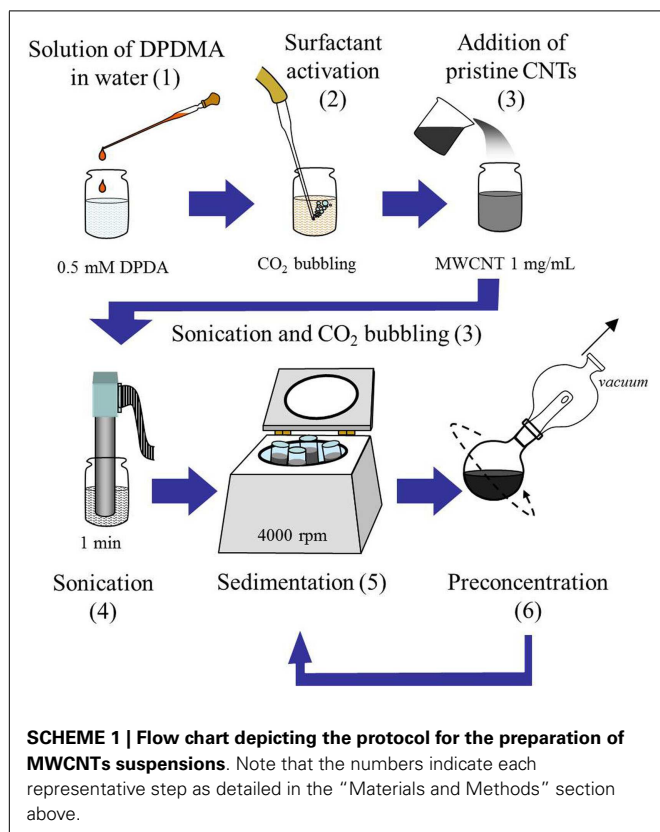 Solution of DPDMA
in water (1)
Surfactant
activation
(2)
Addition of
pristine CNTs
(3)
0.5 mM DPDA
CO₂ bubbling
MWCNT 1 mg/mL
Sonication and CO₂ bubbling (3)
vacuum
1 min
4000 rpm
Sonication
(4)
Sedimentation (5)
Preconcentration
(6)
SCHEME 1 | Flow chart depicting the protocol for the preparation of
MWCNTs suspensions. Note that the numbers indicate each
representative step as detailed in the “Materials and Methods” section
above.